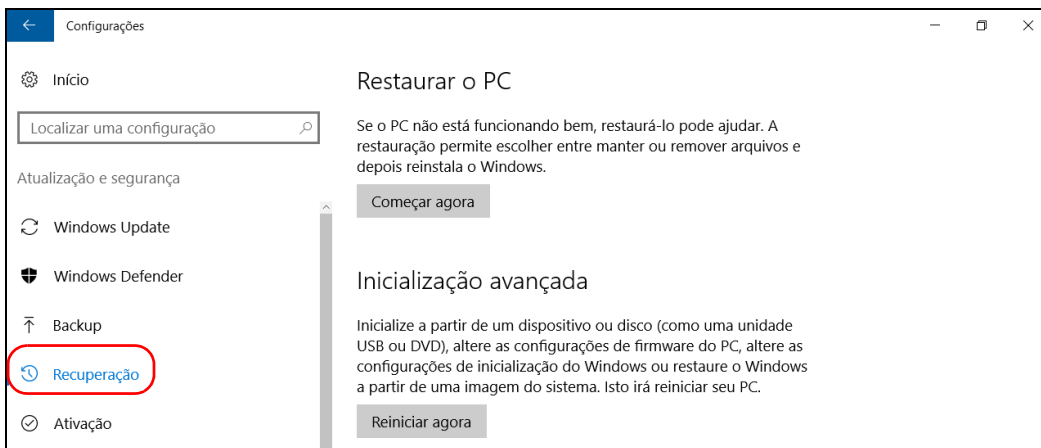 Configurações
Início
Localizar uma configuração
Atualização e segurança
Windows Update
Windows Defender
Backup
Recuperação
Ativação
Restaurar o PC
Se o PC não está funcionando bem, restaurá-lo pode ajudar. A
restauração permite escolher entre manter ou remover arquivos e
depois reinstala o Windows.
Começar agora
Inicialização avançada
Inicialize a partir de um dispositivo ou disco (como uma unidade
USB ou DVD), altere as configurações de firmware do PC, altere as
configurações de inicialização do Windows ou restaure o Windows
a partir de uma imagem do sistema. Isto irá reiniciar seu PC.
Reiniciar agora